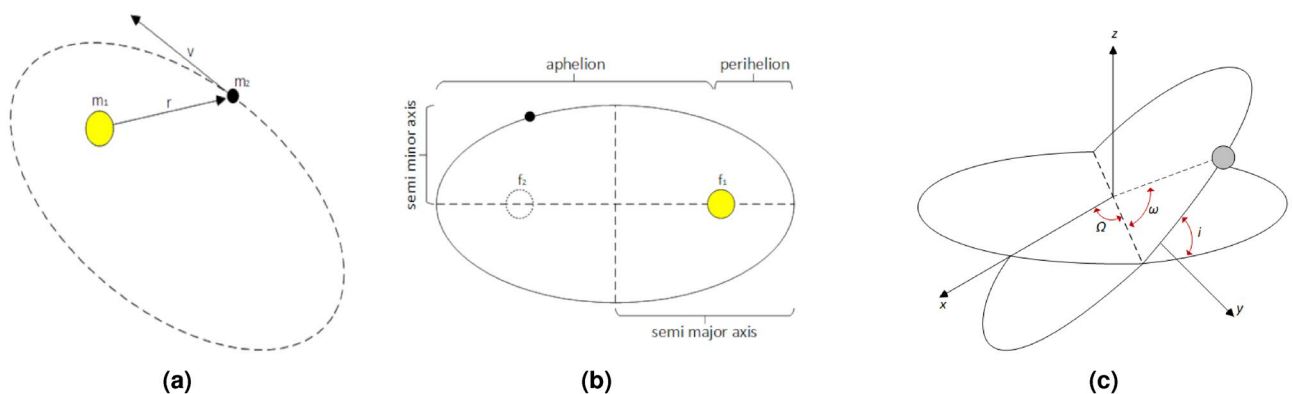 v
m₂
m₁
r
(a)
aphelion
perihelion
semi minor axis
f₂
f₁
semi major axis
(b)
z
Ω
ω
i
x
y
(c)